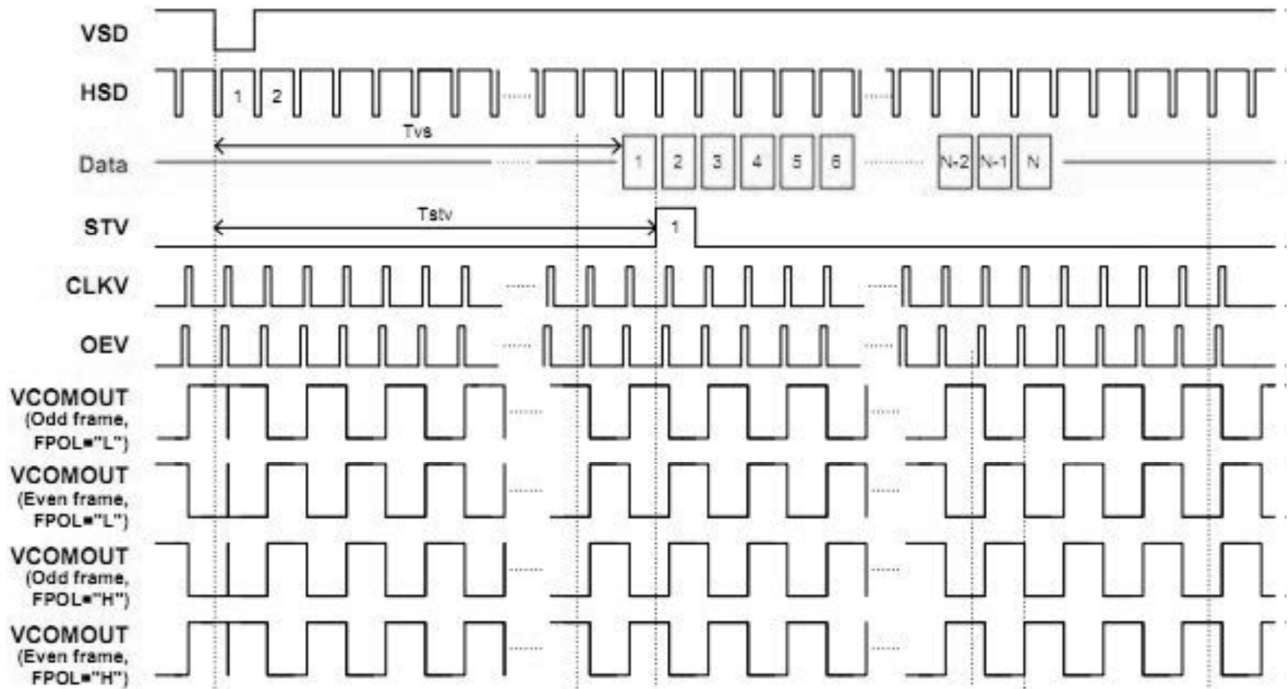 VSD
HSD
1 2
Tvs
Data
1 2 3 4 5 6 N-2 N-1 N
Tstv
STV
1
CLKV
OEV
VCOMOUT
(Odd frame,
FPOL="L")
VCOMOUT
(Even frame,
FPOL="L")
VCOMOUT
(Odd frame,
FPOL="H")
VCOMOUT
(Even frame,
FPOL="H")